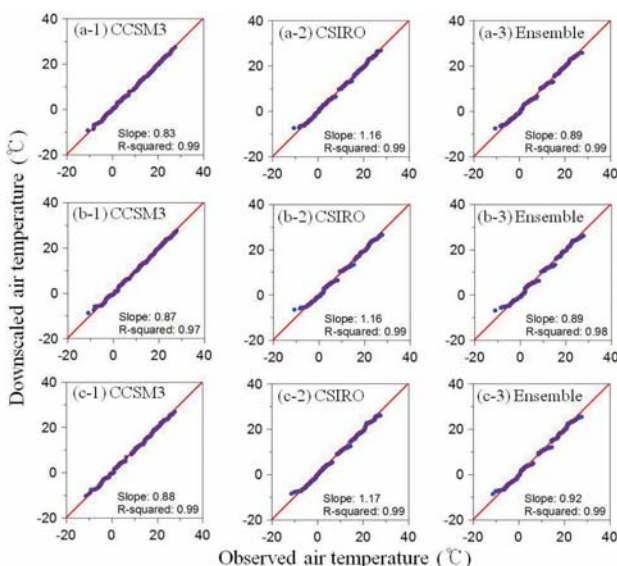 Downscaled air temperature (℃)
(a-1) CCSM3
40
20
0
-20
Slope: 0.83
R-squared: 0.99
-20 0 20 40
(a-2) CSIRO
40
20
0
-20
Slope: 1.16
R-squared: 0.99
-20 0 20 40
(a-3) Ensemble
40
20
0
-20
Slope: 0.89
R-squared: 0.99
-20 0 20 40
(b-1) CCSM3
40
20
0
-20
Slope: 0.87
R-squared: 0.97
-20 0 20 40
(b-2) CSIRO
40
20
0
-20
Slope: 1.16
R-squared: 0.99
-20 0 20 40
(b-3) Ensemble
40
20
0
-20
Slope: 0.89
R-squared: 0.98
-20 0 20 40
(c-1) CCSM3
40
20
0
-20
Slope: 0.88
R-squared: 0.99
-20 0 20 40
(c-2) CSIRO
40
20
0
-20
Slope: 1.17
R-squared: 0.99
-20 0 20 40
(c-3) Ensemble
40
20
0
-20
Slope: 0.92
R-squared: 0.99
-20 0 20 40
Observed air temperature (℃)